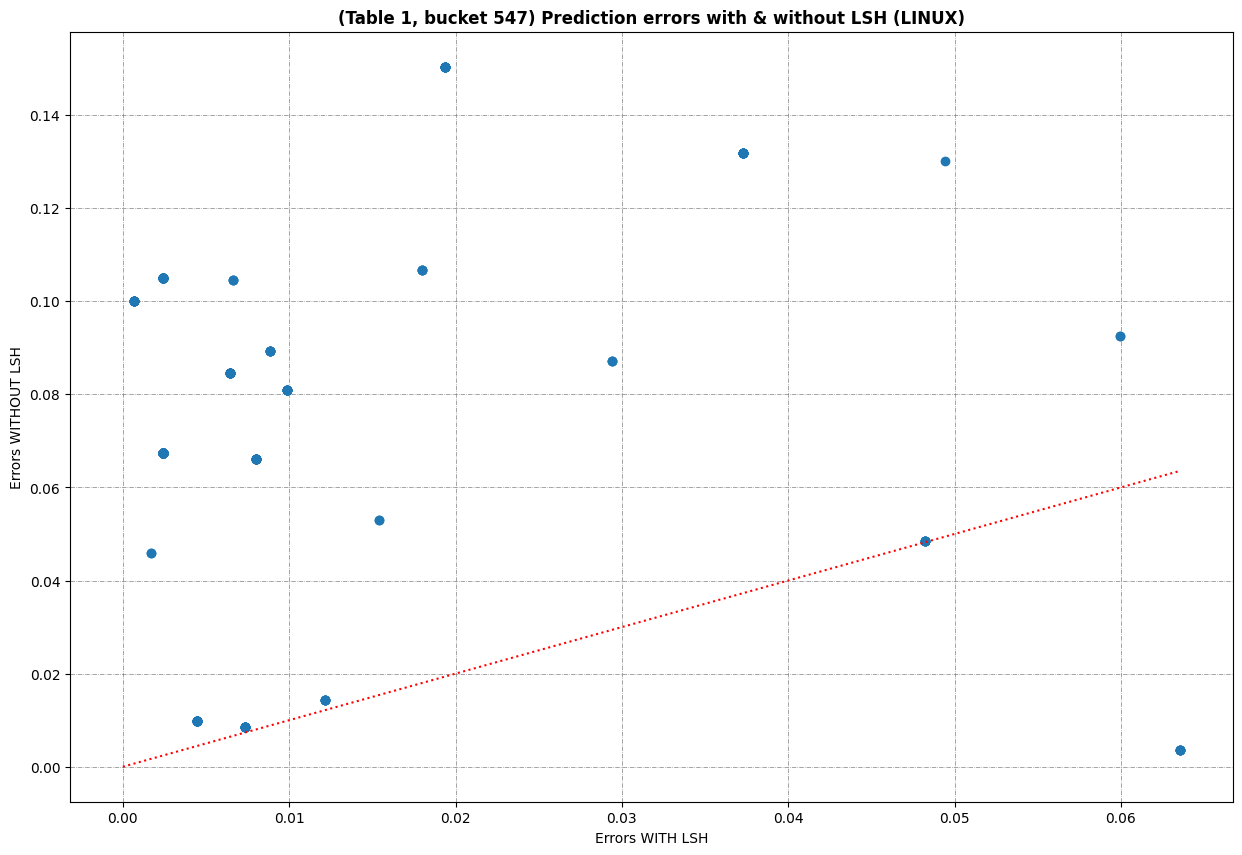 (Table 1, bucket 547) Prediction errors with & without LSH (LINUX)
Errors WITHOUT LSH
0.14
0.12
0.10
0.08
0.06
0.04
0.02
0.00
0.00 0.01 0.02 0.03 0.04 0.05 0.06
Errors WITH LSH